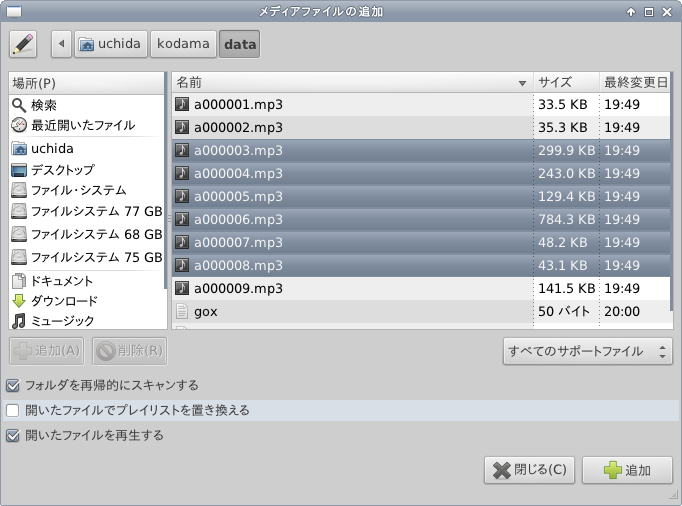 メディアファイルの追加
uchida kodama data
場所(P)
検索
最近開いたファイル
uchida
デスクトップ
ファイル・システム
ファイルシステム 77 GB
ファイルシステム 68 GB
ファイルシステム 75 GB
ドキュメント
ダウンロード
ミュージック
名前 サイズ 最終変更日
a000001.mp3 33.5 KB 19:49
a000002.mp3 35.3 KB 19:49
a000003.mp3 299.9 KB 19:49
a000004.mp3 243.0 KB 19:49
a000005.mp3 129.4 KB 19:49
a000006.mp3 784.3 KB 19:49
a000007.mp3 48.2 KB 19:49
a000008.mp3 43.1 KB 19:49
a000009.mp3 141.5 KB 19:49
gox 50 バイト 20:00
追加(A) 削除(R) すべてのサポートファイル
フォルダを再帰的にスキャンする
開いたファイルでプレイリストを置き換える
開いたファイルを再生する
閉じる(C) 追加